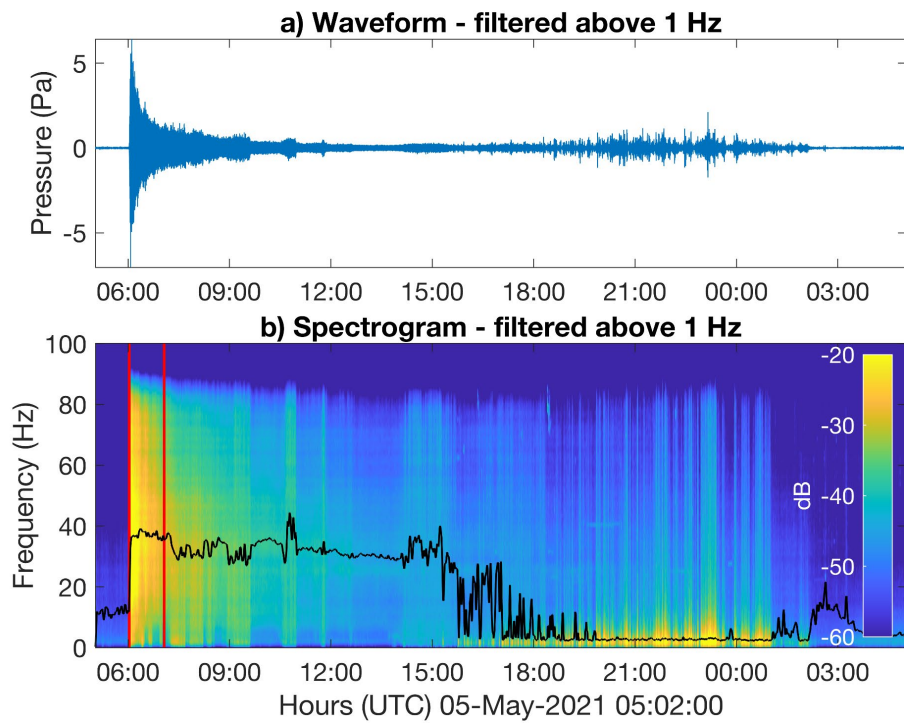 a) Waveform - filtered above 1 Hz
Pressure (Pa)
5
0
-5
06:00 09:00 12:00 15:00 18:00 21:00 00:00 03:00
b) Spectrogram - filtered above 1 Hz
Frequency (Hz)
100
80
60
40
20
0
dB
-20
-30
-40
-50
-60
06:00 09:00 12:00 15:00 18:00 21:00 00:00 03:00
Hours (UTC) 05-May-2021 05:02:00